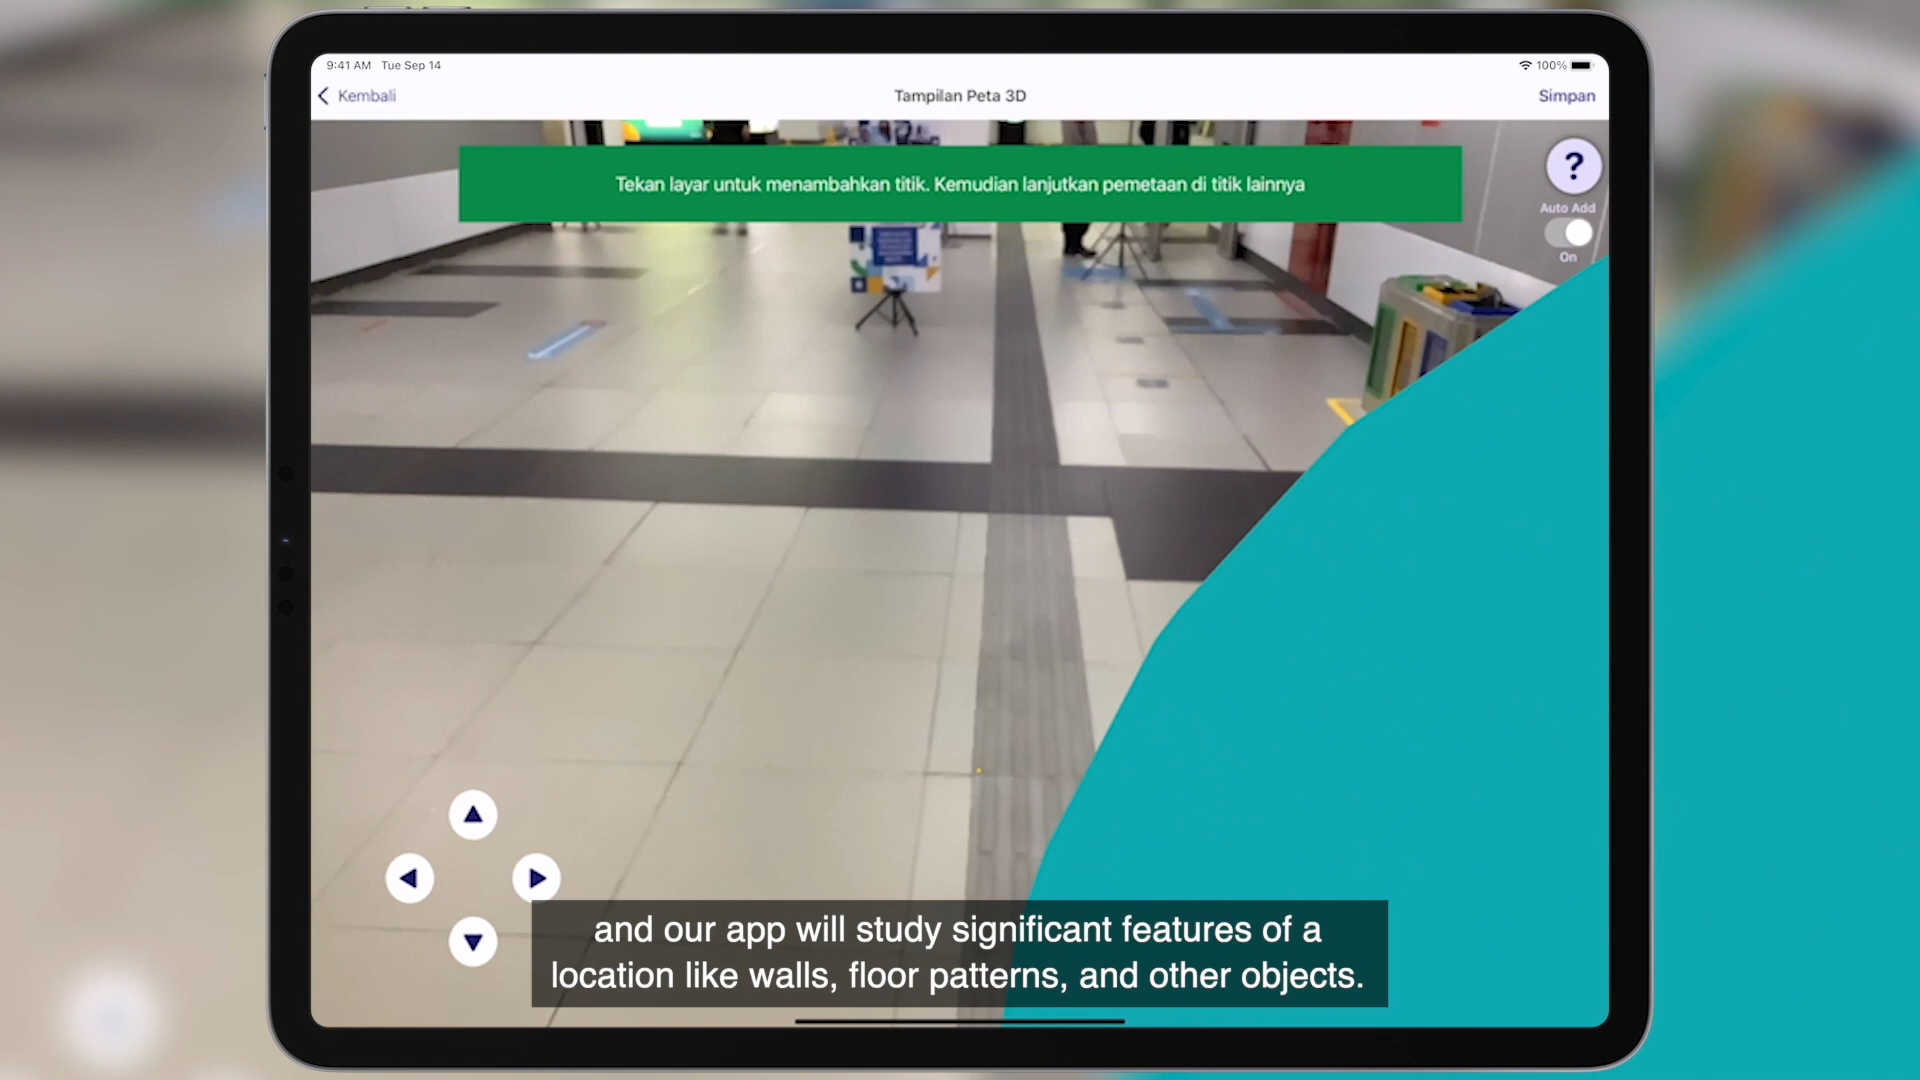 9:41 AM Tue Sep 14
100%
Kembali
Tampilan Peta 3D
Simpan
Tekan layar untuk menambahkan titik. Kemudian lanjutkan pemetaan di titik lainnya
?
Auto Add
On
and our app will study significant features of a
location like walls, floor patterns, and other objects.